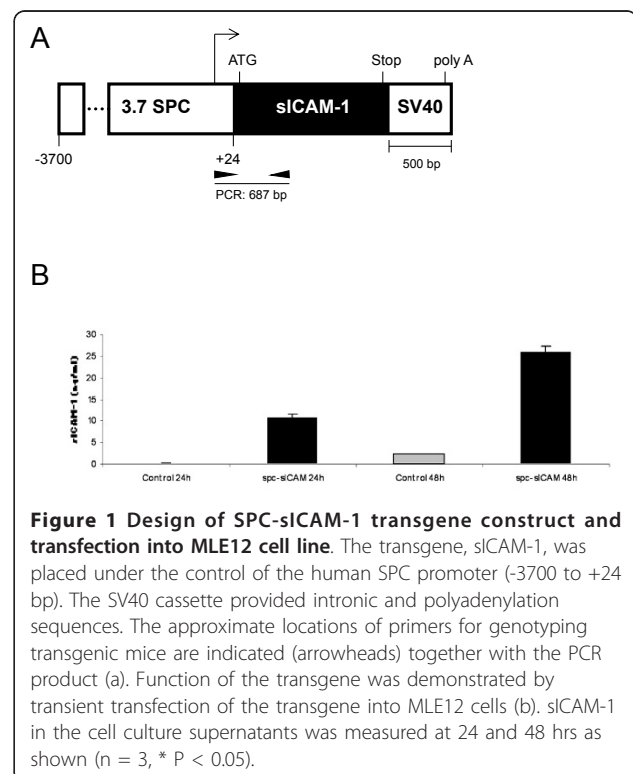 A
ATG Stop poly A
3.7 SPC sICAM-1 SV40
-3700 +24 500 bp
PCR: 687 bp
B
30
25
20
15
10
5
0
Control 24h spc-sICAM 24h Control 48h spc-sICAM 48h
Figure 1 Design of SPC-sICAM-1 transgene construct and
transfection into MLE12 cell line. The transgene, sICAM-1, was
placed under the control of the human SPC promoter (-3700 to +24
bp). The SV40 cassette provided intronic and polyadenylation
sequences. The approximate locations of primers for genotyping
transgenic mice are indicated (arrowheads) together with the PCR
product (a). Function of the transgene was demonstrated by
transient transfection of the transgene into MLE12 cells (b). sICAM-1
in the cell culture supernatants was measured at 24 and 48 hrs as
shown (n = 3, * P < 0.05).